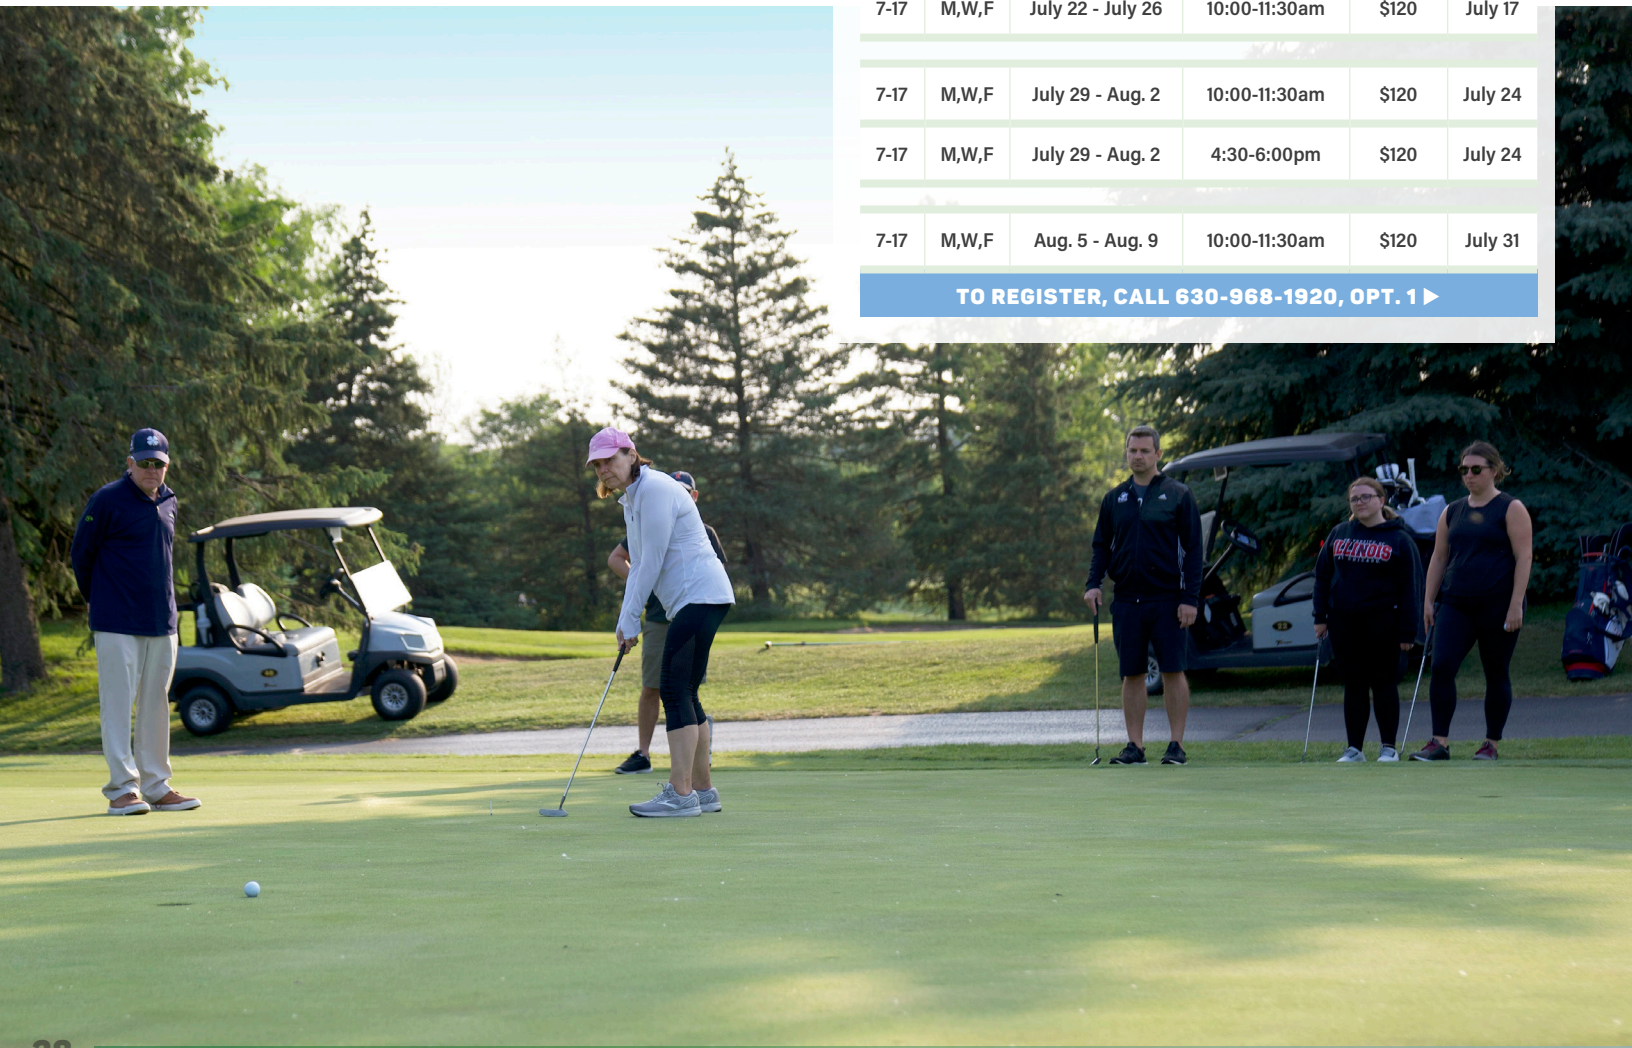 7-17 M,W,F July 22 - July 26 10:00-11:30am $120 July 17
7-17 M,W,F July 29 - Aug. 2 10:00-11:30am $120 July 24
7-17 M,W,F July 29 - Aug. 2 4:30-6:00pm $120 July 24
7-17 M,W,F Aug. 5 - Aug. 9 10:00-11:30am $120 July 31
TO REGISTER, CALL 630-968-1920, OPT. 1 ▶
ILLINOIS